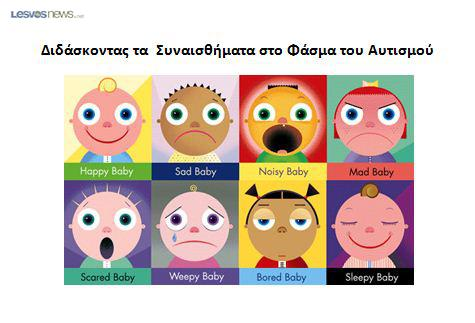 LESVOSnews.net
Διδάσκοντας τα Συναισθήματα στο Φάσμα του Αυτισμού
Happy Baby
Sad Baby
Noisy Baby
Mad Baby
Scared Baby
Weepy Baby
Bored Baby
Sleepy Baby